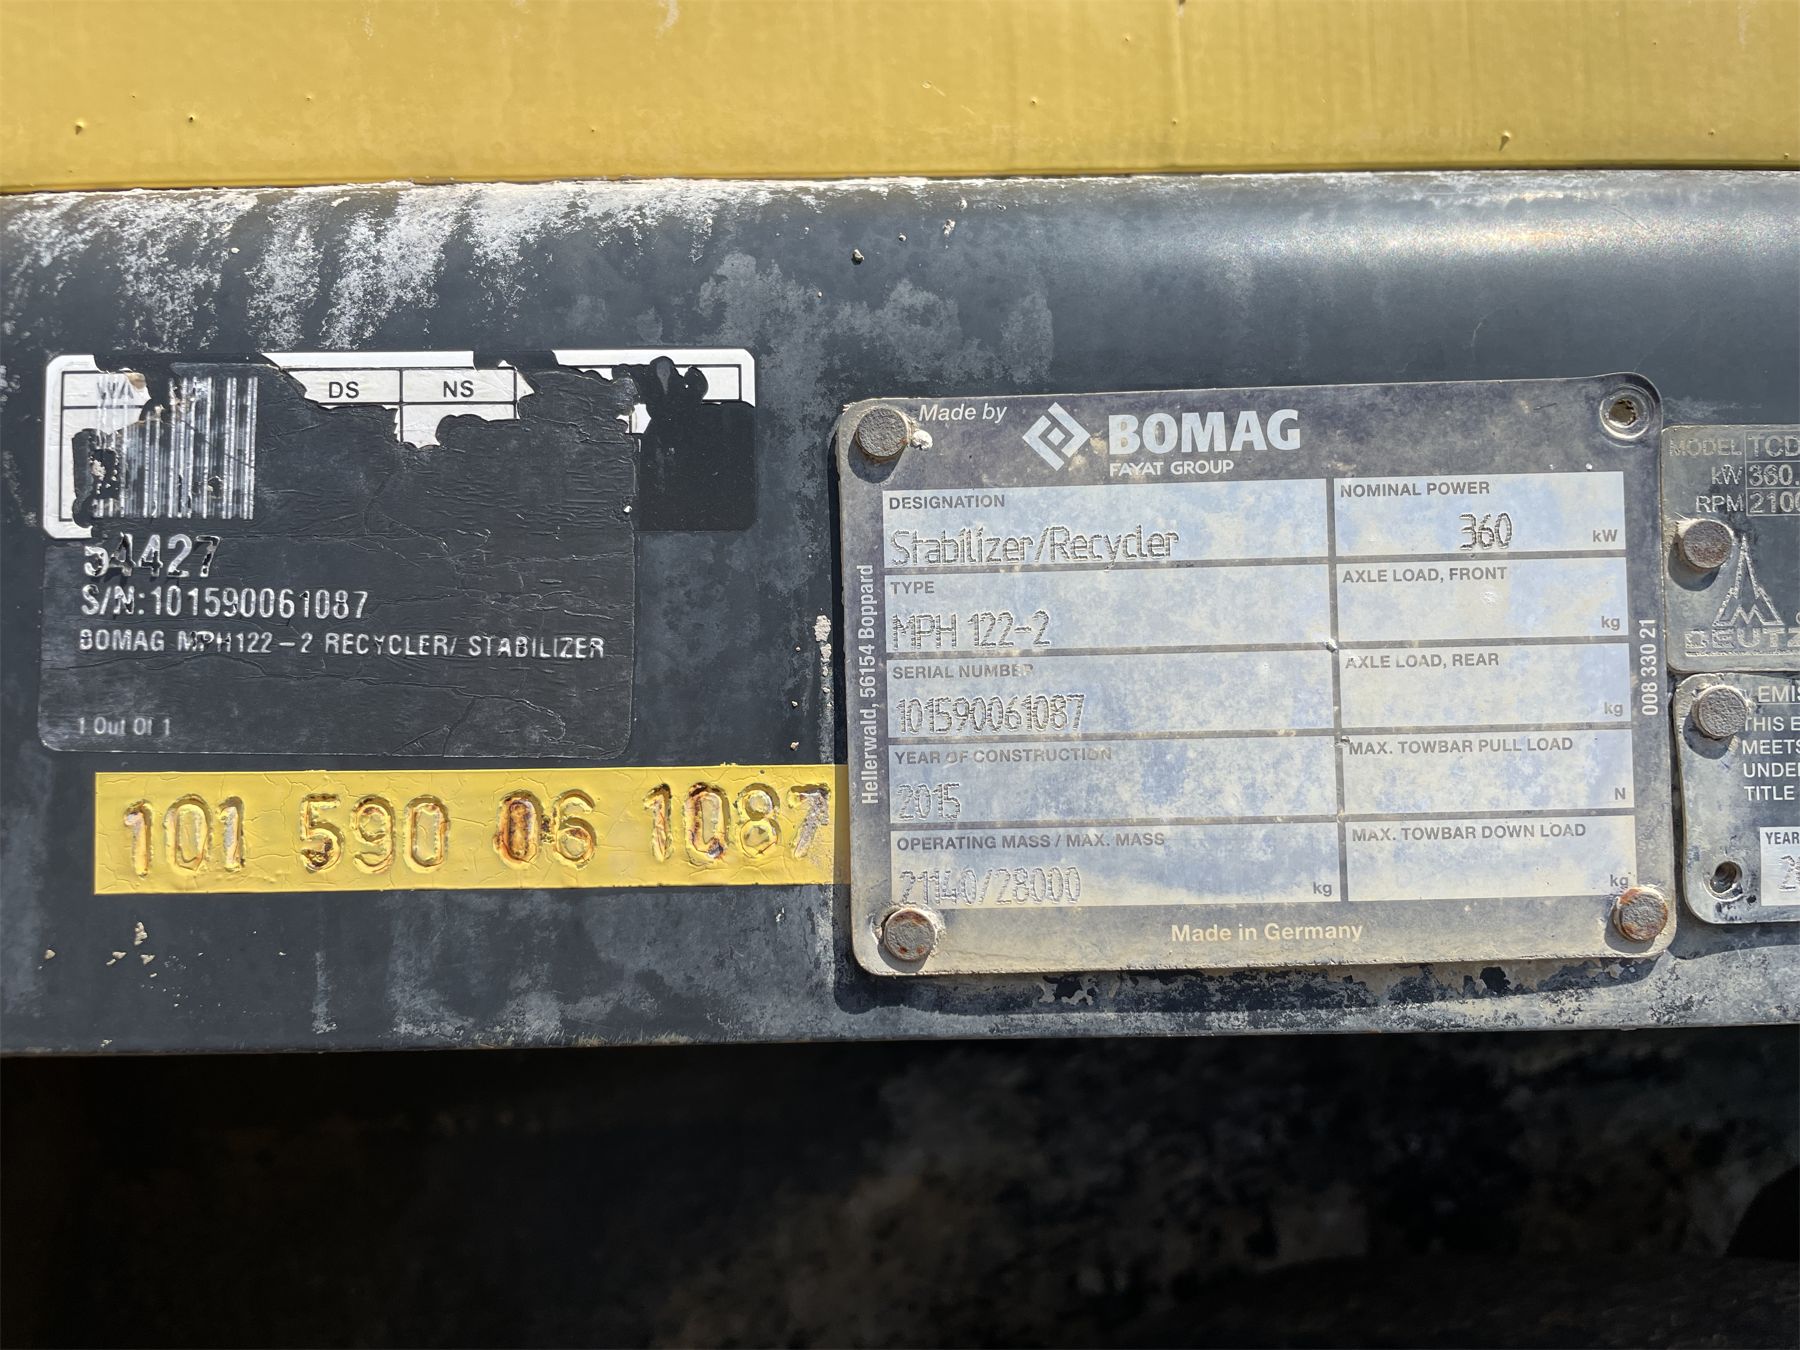 DS NS
54427
S/N:101590061087
BOMAG MPH122-2 RECYCLER/ STABILIZER
1 Out Of 1
101 590 06 1087
Made by BOMAG
FAYAT GROUP
DESIGNATION
Stabilizer/Recycler
NOMINAL POWER
360 kW
TYPE
MPH 122-2
AXLE LOAD, FRONT
kg
SERIAL NUMBER
101590061087
AXLE LOAD, REAR
kg
YEAR OF CONSTRUCTION
2015
MAX. TOWBAR PULL LOAD
N
OPERATING MASS / MAX. MASS
21140/28000 kg
MAX. TOWBAR DOWN LOAD
kg
Made in Germany
Hellerwald, 56154 Boppard
008 330 21
MODEL TCD
kW 360.
RPM 2100
DEUTZ
EMIS
THIS E
MEETS
UNDE
TITLE
YEAR